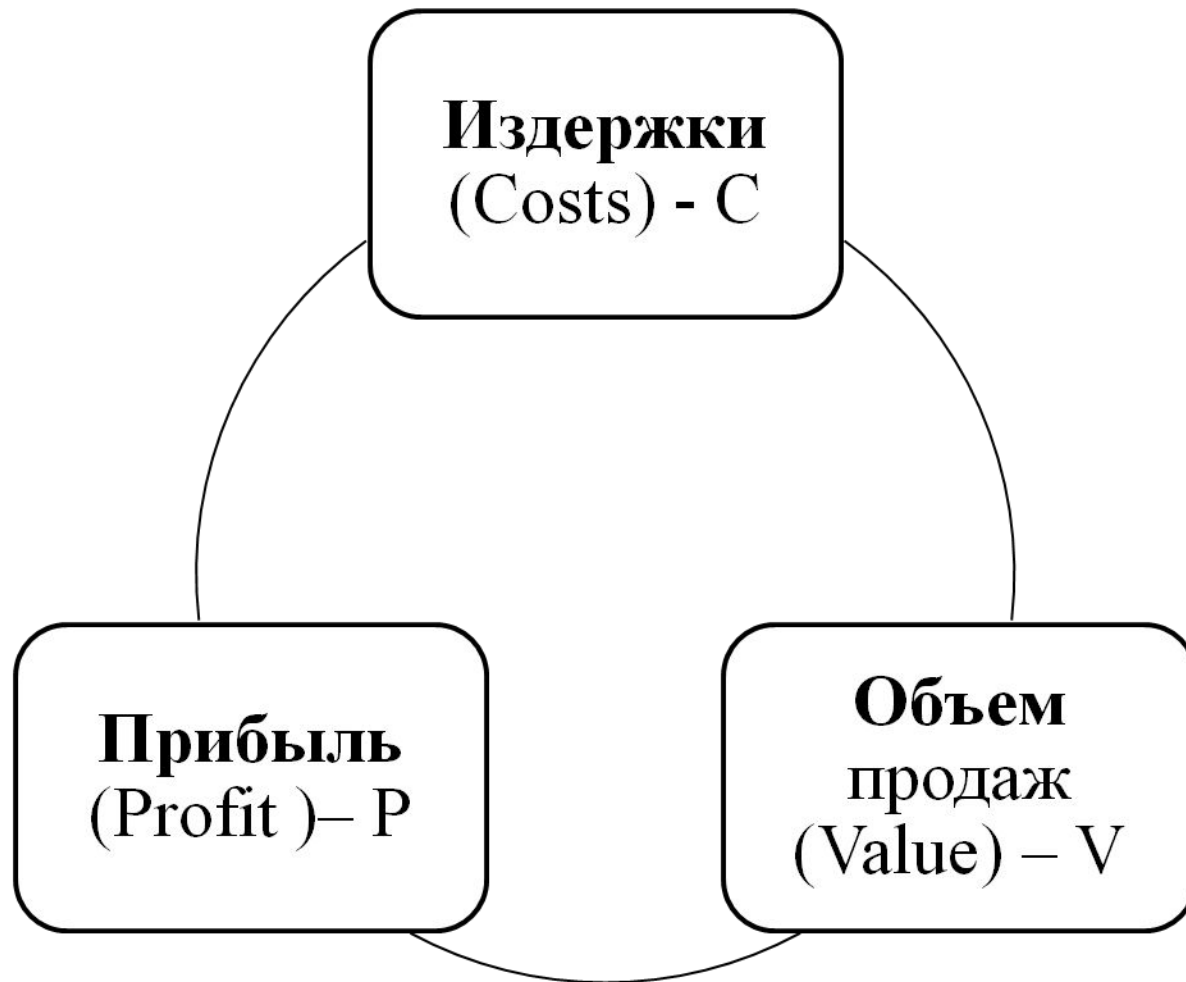 Издержки
(Costs) - C
Прибыль
(Profit )– P
Объем
продаж
(Value) – V